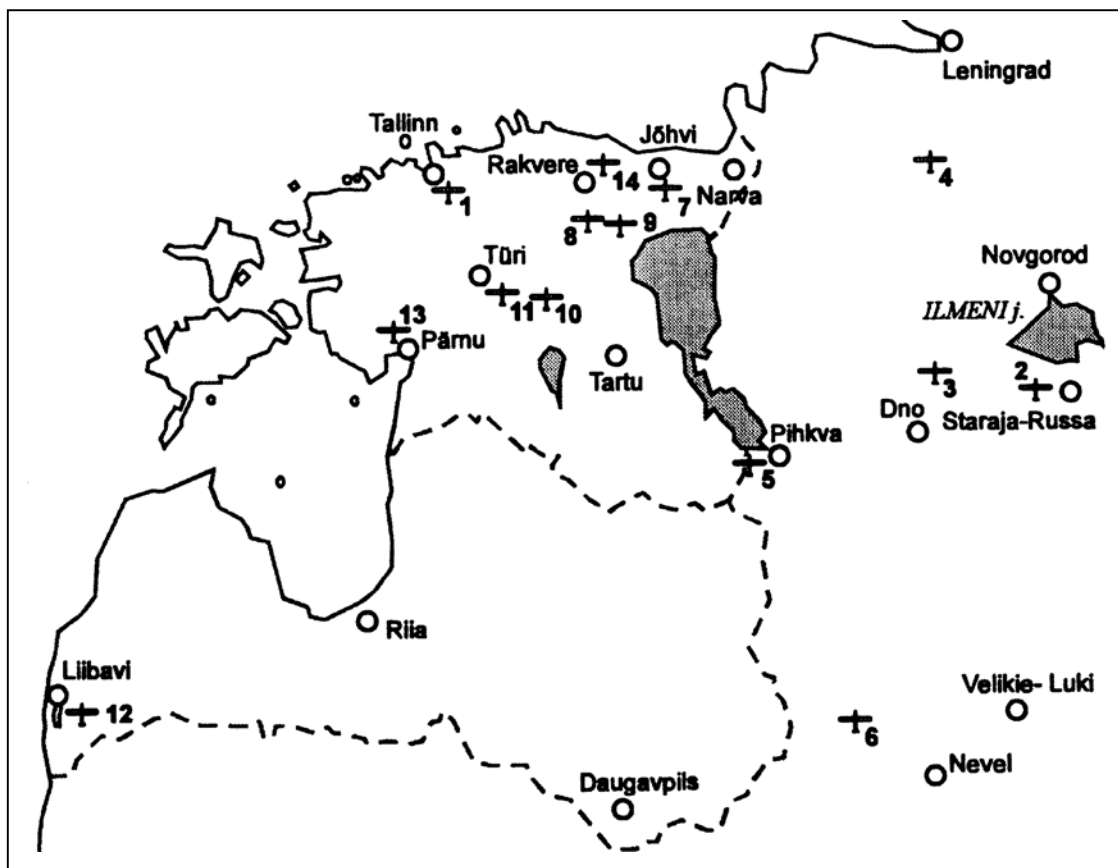 Leningrad
Tallinn
Jõhvi
Rakvere
14
Narva
4
1
7
8
9
Türi
Novgorod
11
10
ILMENI j.
13
Pärnu
Tartu
3
2
Dno
Staraja-Russa
Pihkva
5
Riia
Liibavi
Velikie- Luki
12
6
Nevel
Daugavpils